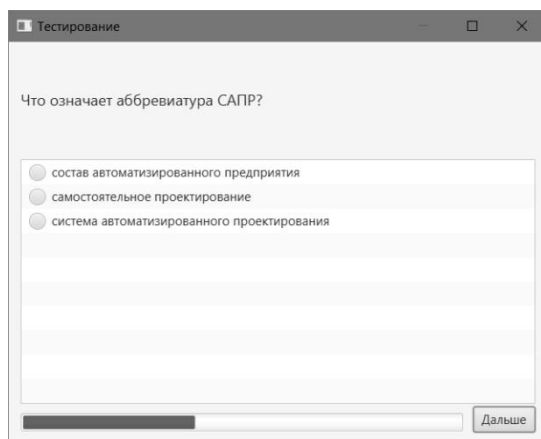 Тестирование
Что означает аббревиатура САПР?
состав автоматизированного предприятия
самостоятельное проектирование
система автоматизированного проектирования
Дальше